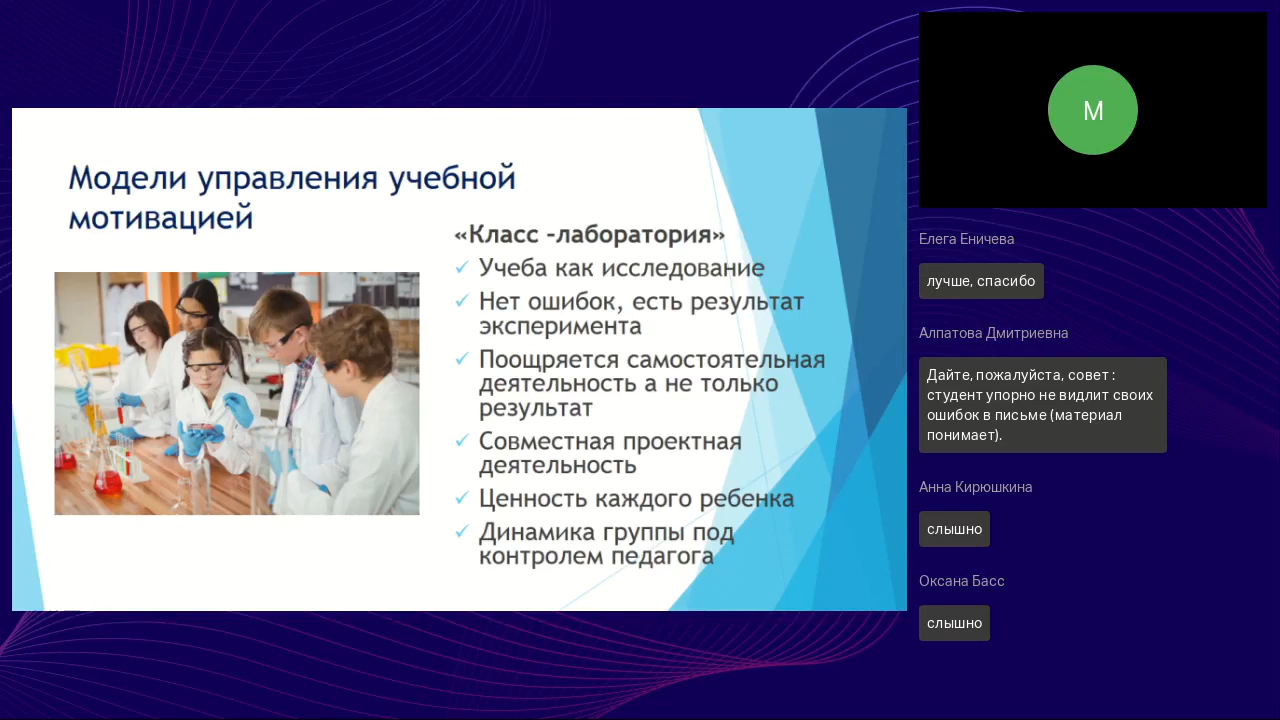 Модели управления учебной
мотивацией
«Класс –лаборатория»
Учеба как исследование
Нет ошибок, есть результат
эксперимента
Поощряется самостоятельная
деятельность а не только
результат
Совместная проектная
деятельность
Ценность каждого ребенка
Динамика группы под
контролем педагога
М
Елега Еничева
лучше, спасибо
Алпатова Дмитриевна
Дайте, пожалуйста, совет :
студент упорно не видлит своих
ошибок в письме (материал
понимает).
Анна Кирюшкина
слышно
Оксана Басс
слышно